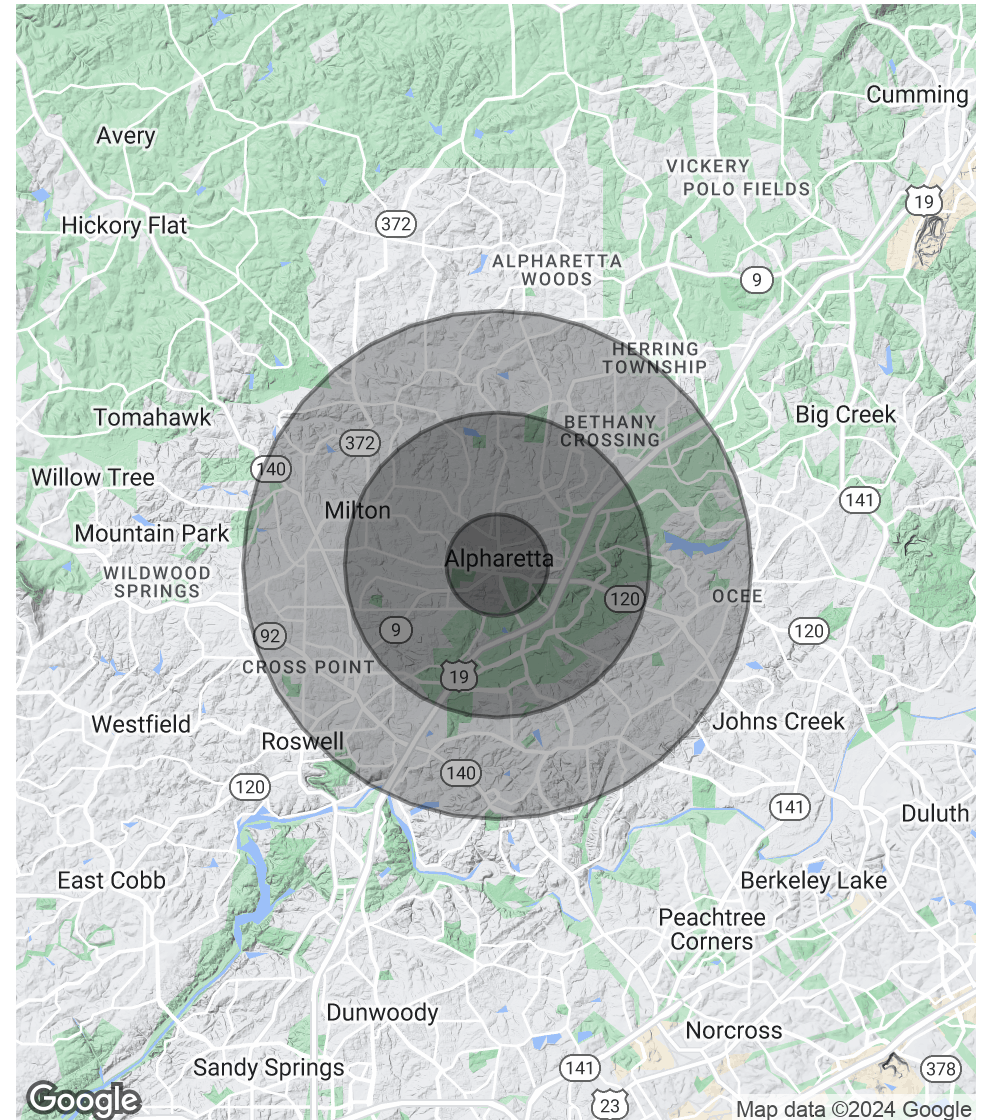 Cumming
Avery
VICKERY
POLO FIELDS
19
Hickory Flat
372
ALPHARETTA
WOODS
9
HERRING
TOWNSHIP
Tomahawk
BETHANY
CROSSING
Big Creek
372
140
Willow Tree
141
Milton
Mountain Park
Alpharetta
WILDWOOD
SPRINGS
120
OCEE
92
9
120
CROSS POINT
19
Westfield
Johns Creek
Roswell
140
120
141
Duluth
East Cobb
Berkeley Lake
Peachtree
Corners
Dunwoody
Norcross
Sandy Springs
141
378
23
Google
Map data ©2024 Google